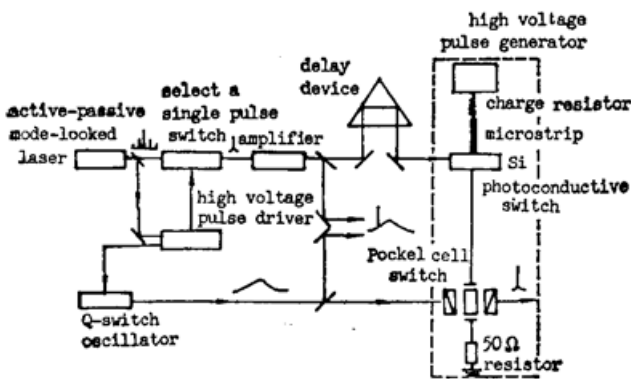 high voltage
pulse generator
select a
single pulse
switch
delay
device
active-passive
mode-looked
laser
amplifier
charge resistor
microstrip
Si
photoconductive
switch
high voltage
pulse driver
Pockel cell
switch
Q-switch
oscillator
50Ω
resistor